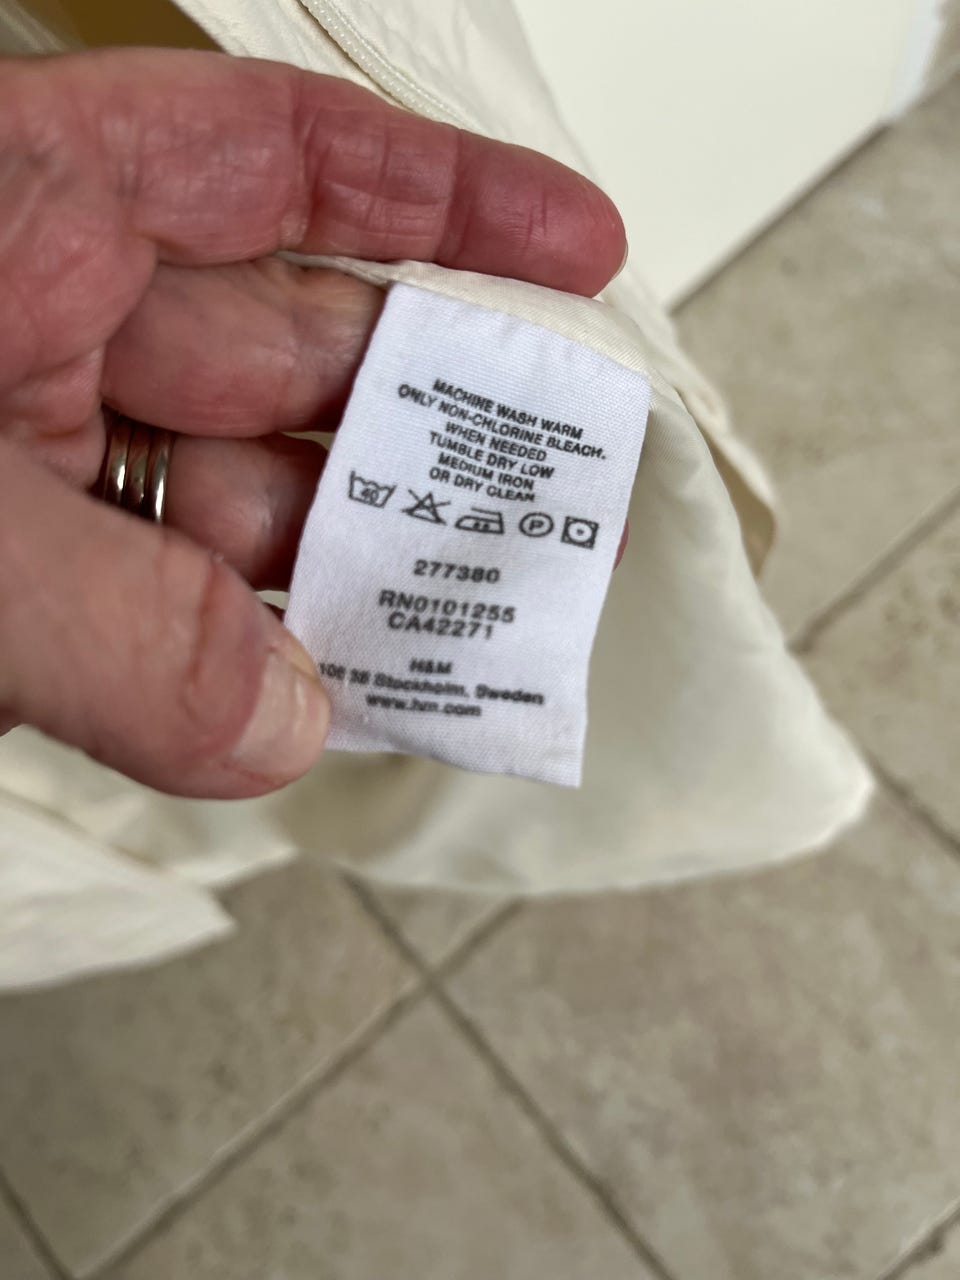 MACHINE WASH WARM
ONLY NON-CHLORINE BLEACH.
WHEN NEEDED
TUMBLE DRY LOW
MEDIUM IRON
OR DRY CLEAN
40 P
277380
RN0101255
CA42271
H&M
Stockholm, Sweden
www.hm.com